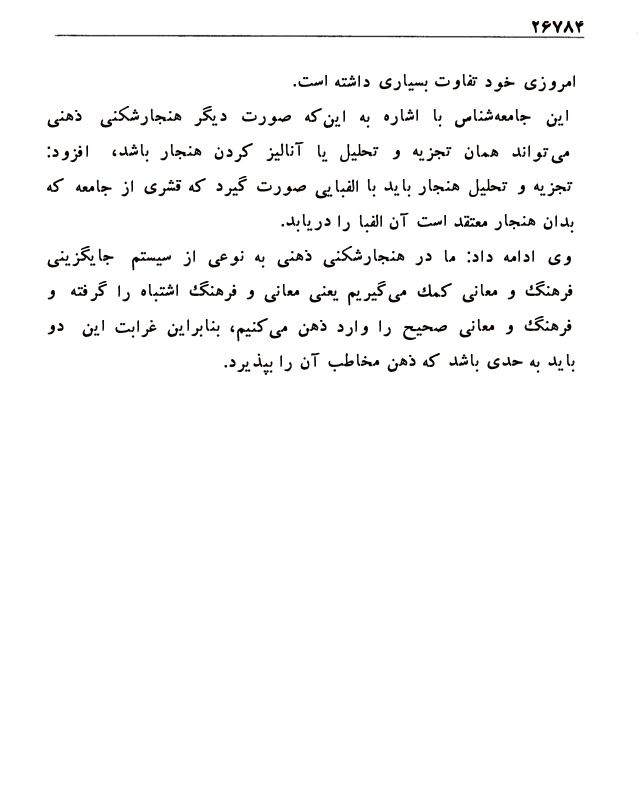 ۲۶۷۸۴
امروزی خود تفاوت بسیاری داشته است.
این جامعه‌شناس با اشاره به این‌که صورت دیگر هنجارشکنی ذهنی
می‌تواند همان تجزیه و تحلیل یا آنالیز کردن هنجار باشد، افزود:
تجزیه و تحلیل هنجار باید با الفبایی صورت گیرد که قشری از جامعه که
بدان هنجار معتقد است آن الفبا را دریابد.
وی ادامه داد: ما در هنجارشکنی ذهنی به نوعی از سیستم جایگزینی
فرهنگ و معانی کمک می‌گیریم یعنی معانی و فرهنگ اشتباه را گرفته و
فرهنگ و معانی صحیح را وارد ذهن می‌کنیم، بنابراین غرابت این دو
باید به حدی باشد که ذهن مخاطب آن را بپذیرد.